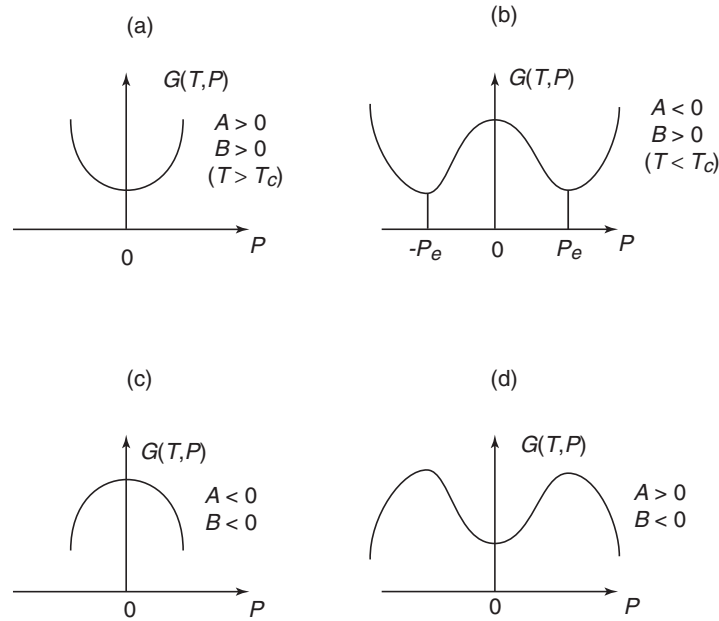 (a)
G(T,P)
A > 0
B > 0
(T > Tc)
0
P
(b)
G(T,P)
A < 0
B > 0
(T < Tc)
-Pe
0
Pe
P
(c)
G(T,P)
A < 0
B < 0
0
P
(d)
G(T,P)
A > 0
B < 0
0
P